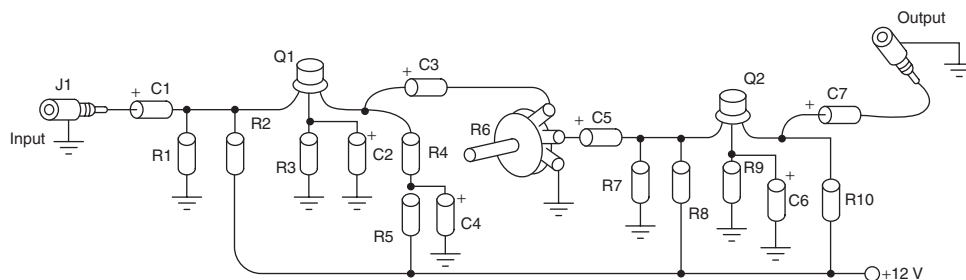 Output
Q1
C3
J1
+ C1
+
Q2
C7
+
R2
+
R6
+ C5
Input
R1
R3
C2
R4
R7
R9
+
+
R8
C6
R10
R5
C4
+12 V